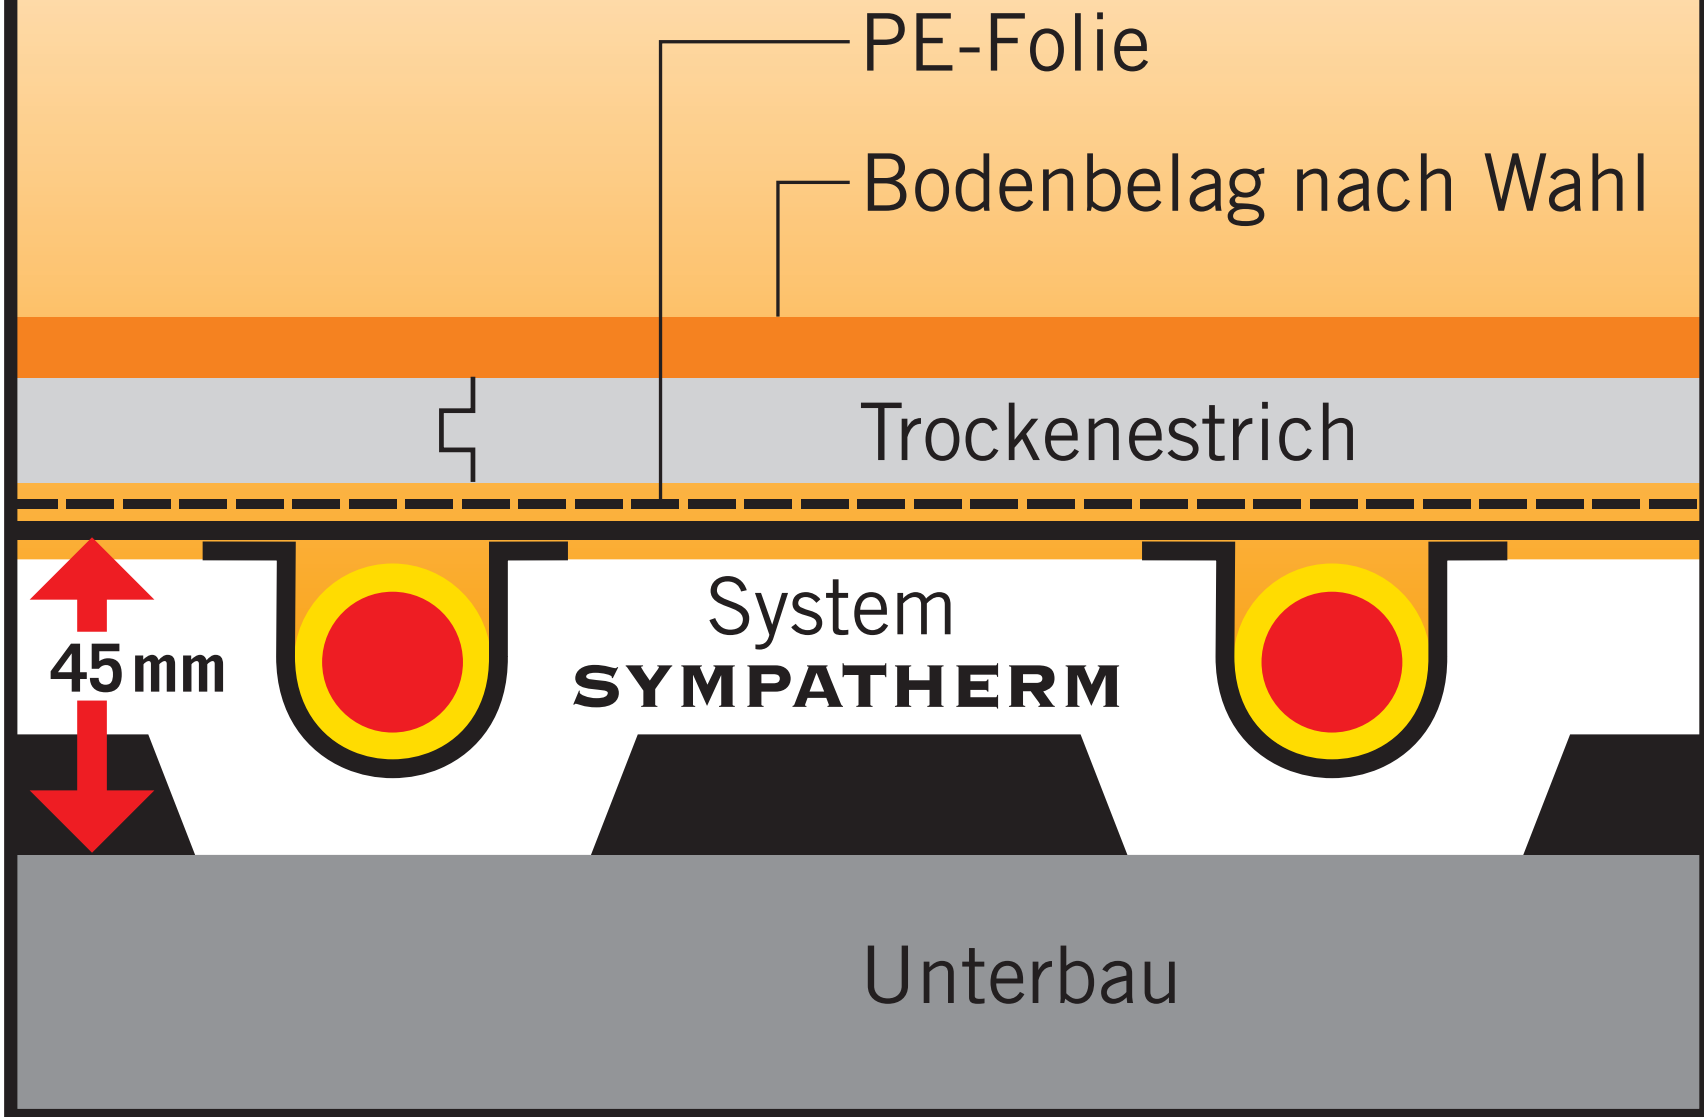 PE-Folie
Bodenbelag nach Wahl
Trockenestrich
System
SYMPATHERM
45 mm
Unterbau